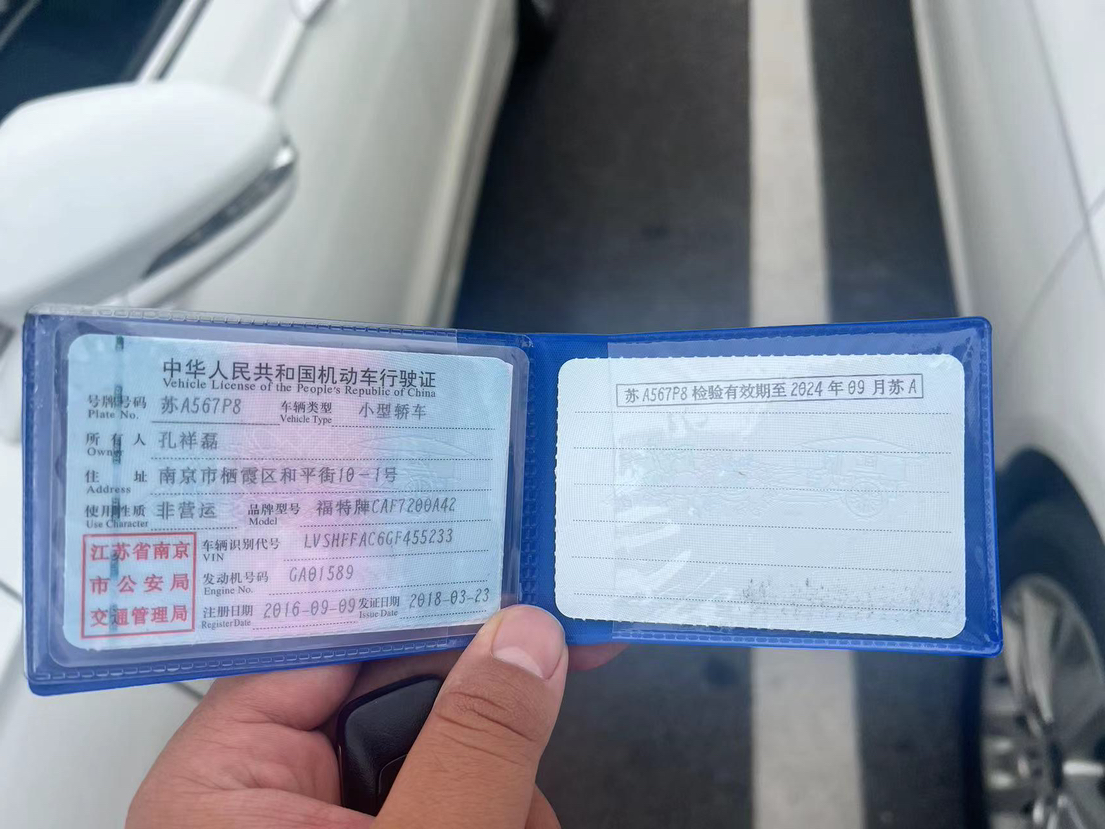 中华人民共和国机动车行驶证
Vehicle License of the People's Republic of China
号牌号码 苏A567P8 车辆类型 小型轿车
Plate No. Vehicle Type
所有人 孔祥磊
Owner
住址 南京市栖霞区和平街10-1号
Address
使用性质 非营运 品牌型号 福特牌CAF7200A42
Use Character Model
江苏省南京
市公安局
交通管理局
车辆识别代号 LVSHFFAC6GF455233
VIN
发动机号码 GA01589
Engine No.
注册日期 2016-09-09 发证日期 2018-03-23
Register Date Issue Date
苏A567P8检验有效期至2024年09月苏A